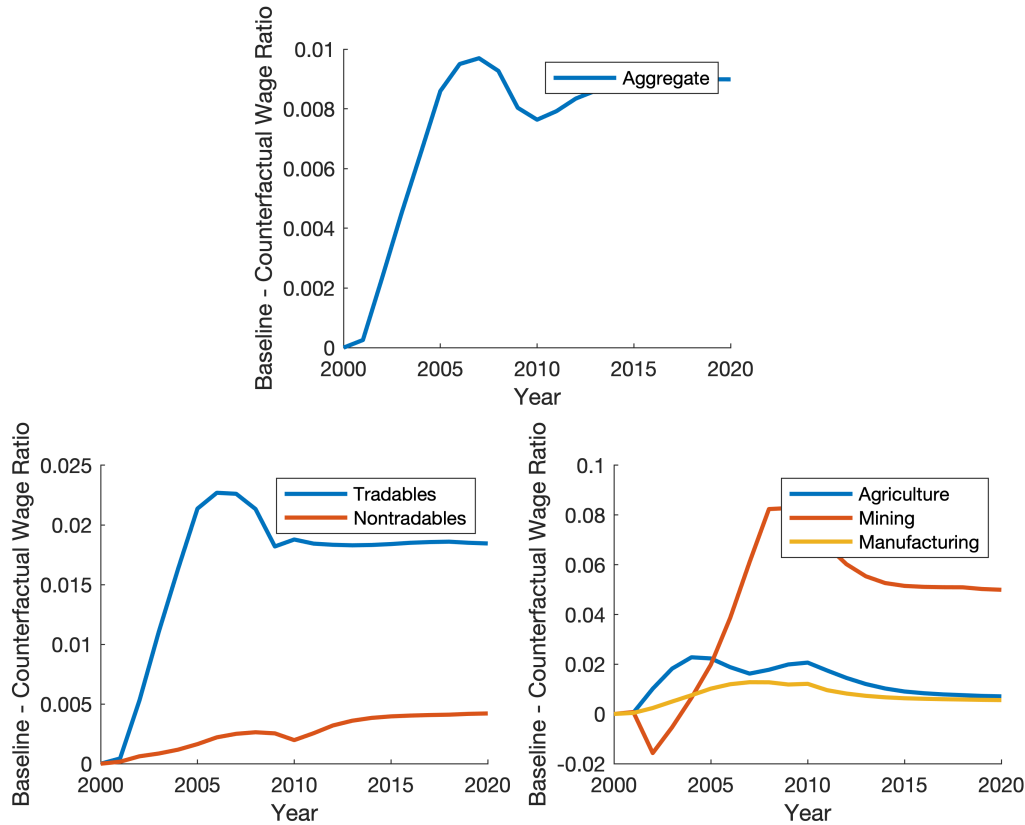 Baseline - Counterfactual Wage Ratio
0.01
0.008
0.006
0.004
0.002
0
2000 2005 2010 2015 2020
Year
Aggregate
Baseline - Counterfactual Wage Ratio
0.025
0.02
0.015
0.01
0.005
0
2000 2005 2010 2015 2020
Year
Tradables
Nontradables
Baseline - Counterfactual Wage Ratio
0.1
0.08
0.06
0.04
0.02
0
-0.02
2000 2005 2010 2015 2020
Year
Agriculture
Mining
Manufacturing